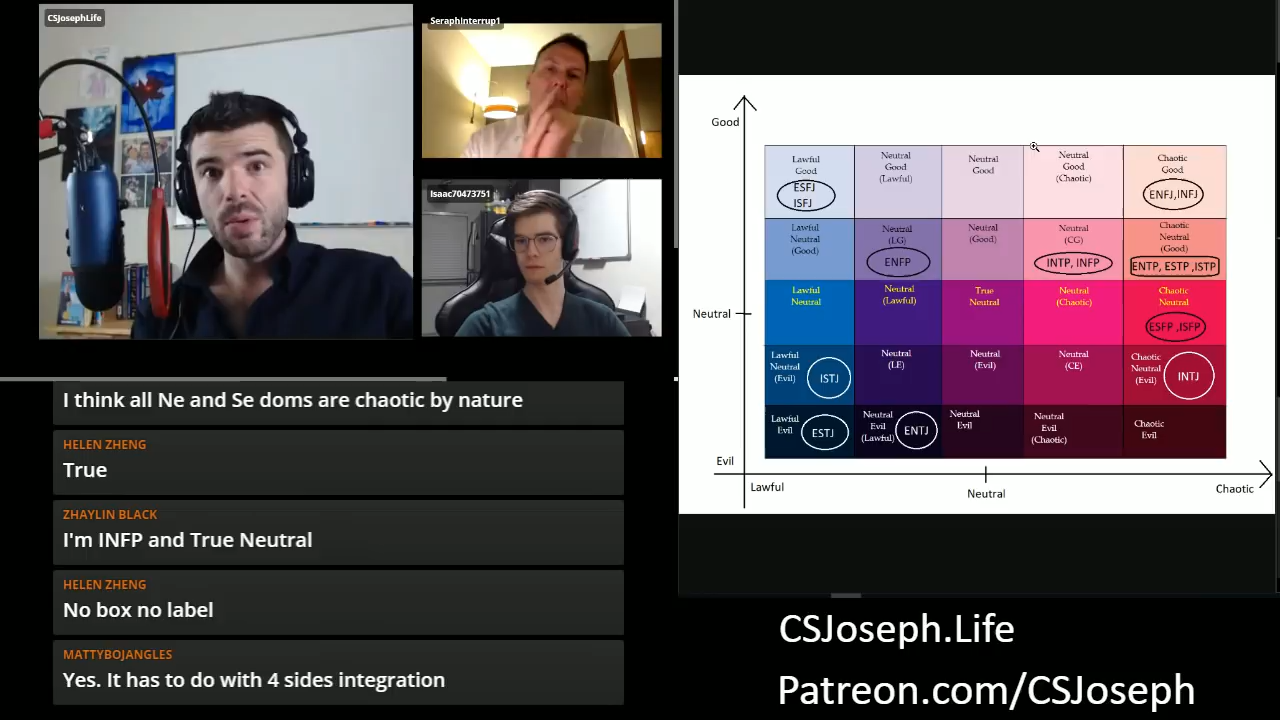 CSJosephLife
SeraphInterrup1
Isaac70473751
I think all Ne and Se doms are chaotic by nature
HELEN ZHENG
True
ZHAYLIN BLACK
I'm INFP and True Neutral
HELEN ZHENG
No box no label
MATTYBOJANGLES
Yes. It has to do with 4 sides integration
Good
Lawful
Good
ESFJ
ISFJ
Neutral
Good
(Lawful)
Neutral
Good
Neutral
Good
(Chaotic)
Chaotic
Good
ENFJ,INFJ
Lawful
Neutral
(Good)
Neutral
(LG)
ENFP
Neutral
(Good)
Neutral
(CG)
INTP, INFP
Chaotic
Neutral
(Good)
ENTP, ESTP ,ISTP
Neutral
Lawful
Neutral
Neutral
(Lawful)
True
Neutral
Neutral
(Chaotic)
Chaotic
Neutral
ESFP ,ISFP
Lawful
Neutral
(Evil)
ISTJ
Neutral
(LE)
Neutral
(Evil)
Neutral
(CE)
Chaotic
Neutral
(Evil)
INTJ
Lawful
Evil
ESTJ
Neutral
Evil
(Lawful)
ENTJ
Neutral
Evil
Neutral
Evil
(Chaotic)
Chaotic
Evil
Evil
Lawful
Neutral
Chaotic
CSJoseph.Life
Patreon.com/CSJoseph